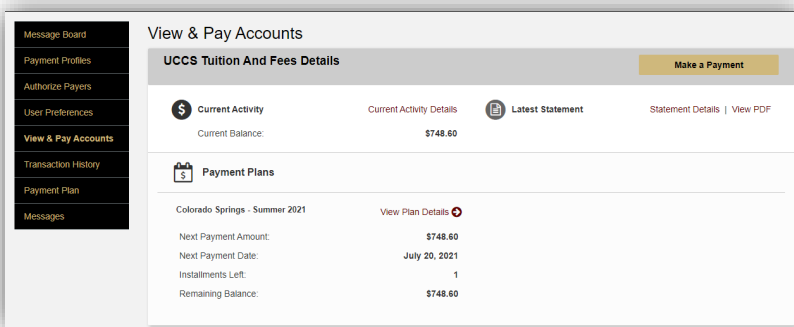 View & Pay Accounts
Message Board
Payment Profiles
Authorize Payers
User Preferences
View & Pay Accounts
Transaction History
Payment Plan
Messages
UCCS Tuition And Fees Details
Make a Payment
$ Current Activity Current Activity Details
Current Balance: $748.60
Latest Statement Statement Details | View PDF
$ Payment Plans
Colorado Springs - Summer 2021 View Plan Details
Next Payment Amount: $748.60
Next Payment Date: July 20, 2021
Installments Left: 1
Remaining Balance: $748.60